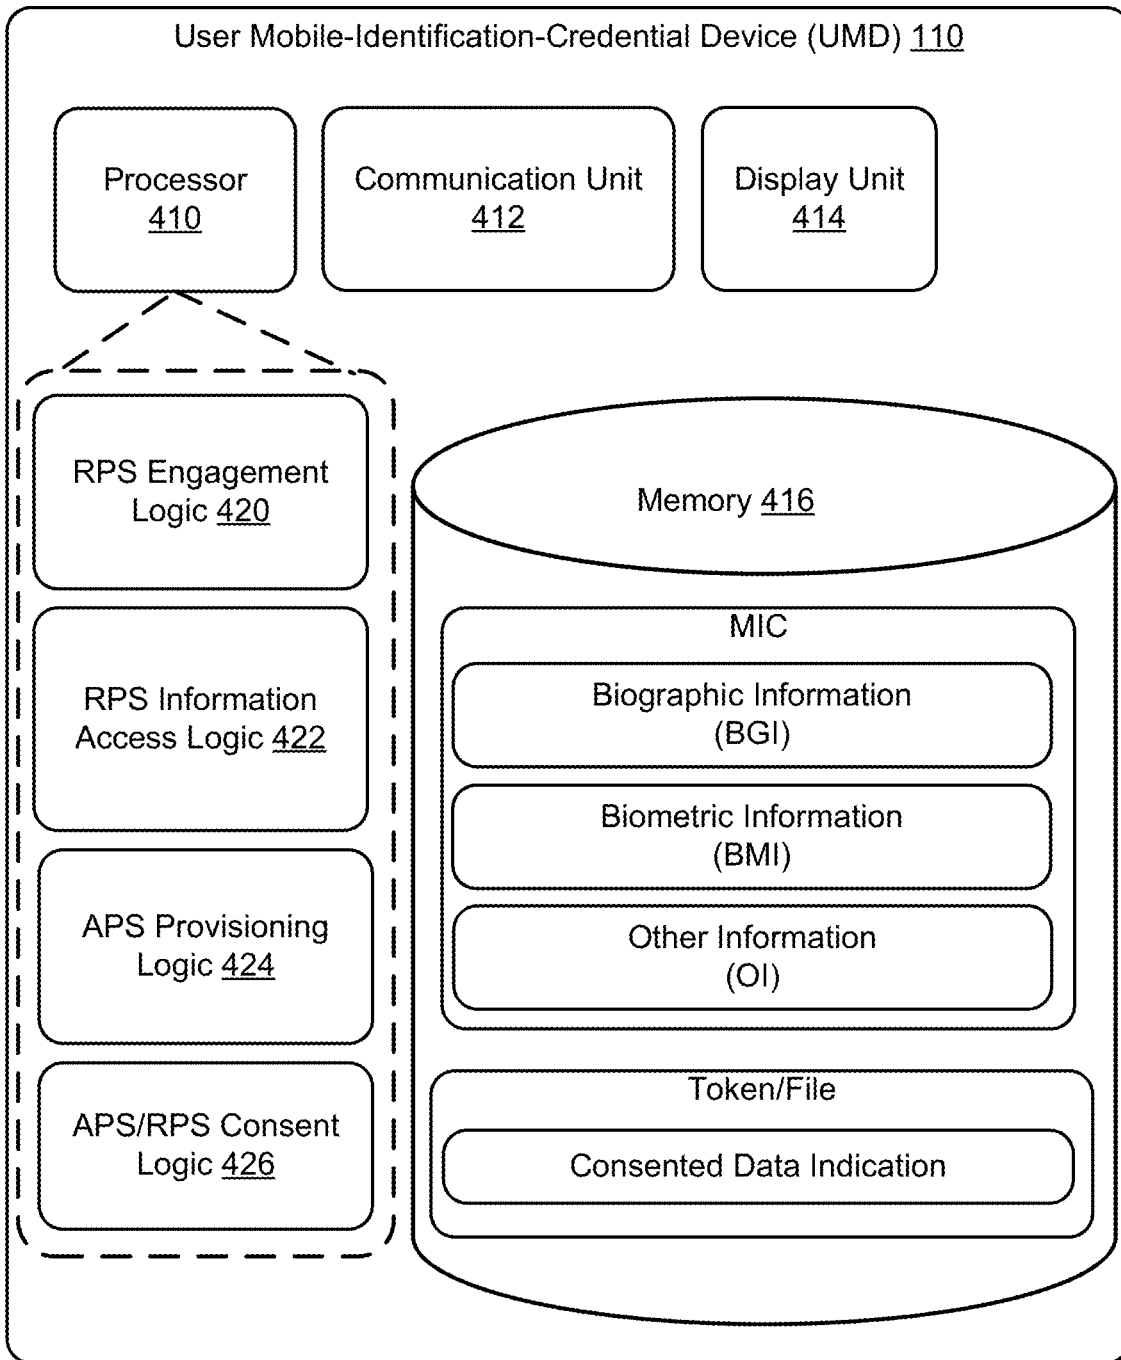 User Mobile-Identification-Credential Device (UMD) 110
Processor
410
Communication Unit
412
Display Unit
414
RPS Engagement
Logic 420
RPS Information
Access Logic 422
APS Provisioning
Logic 424
APS/RPS Consent
Logic 426
Memory 416
MIC
Biographic Information
(BGI)
Biometric Information
(BMI)
Other Information
(OI)
Token/File
Consented Data Indication